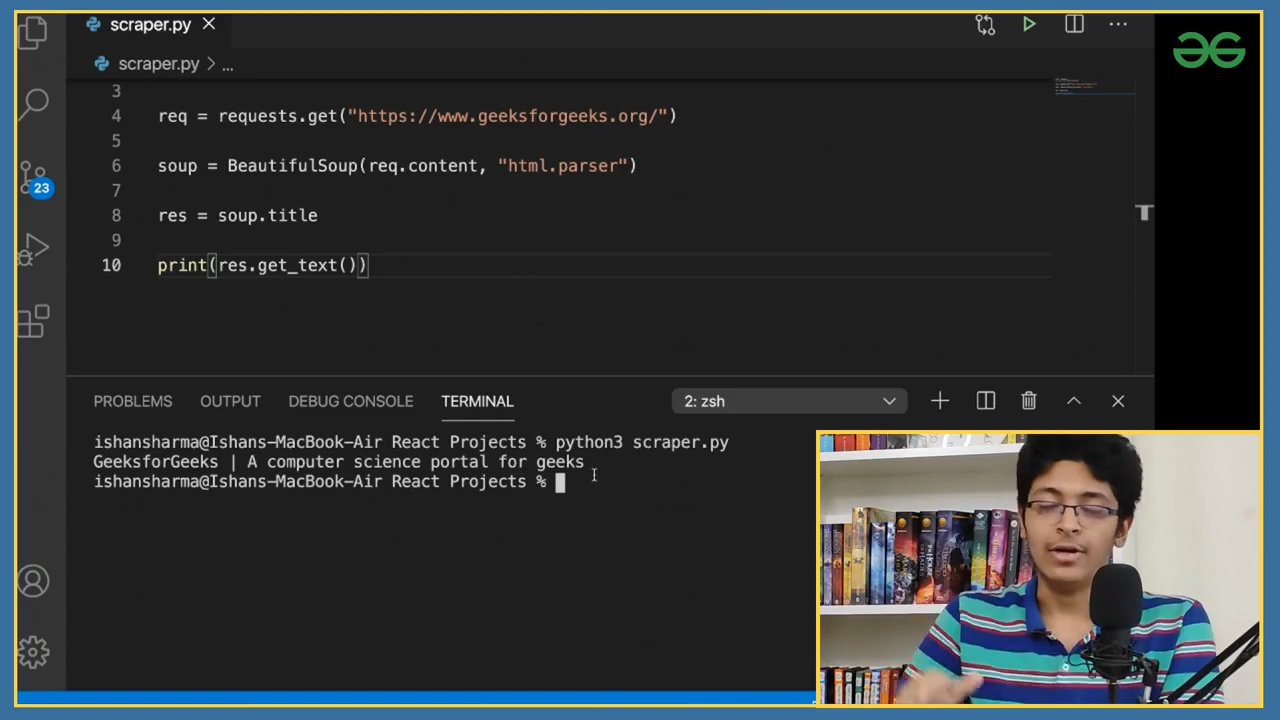 scraper.py
scraper.py > ...
3
4 req = requests.get("https://www.geeksforgeeks.org/")
5
6 soup = BeautifulSoup(req.content, "html.parser")
7
8 res = soup.title
9
10 print(res.get_text())
23
PROBLEMS OUTPUT DEBUG CONSOLE TERMINAL 2: zsh
ishansharma@Ishans-MacBook-Air React Projects % python3 scraper.py
GeeksforGeeks | A computer science portal for geeks
ishansharma@Ishans-MacBook-Air React Projects %